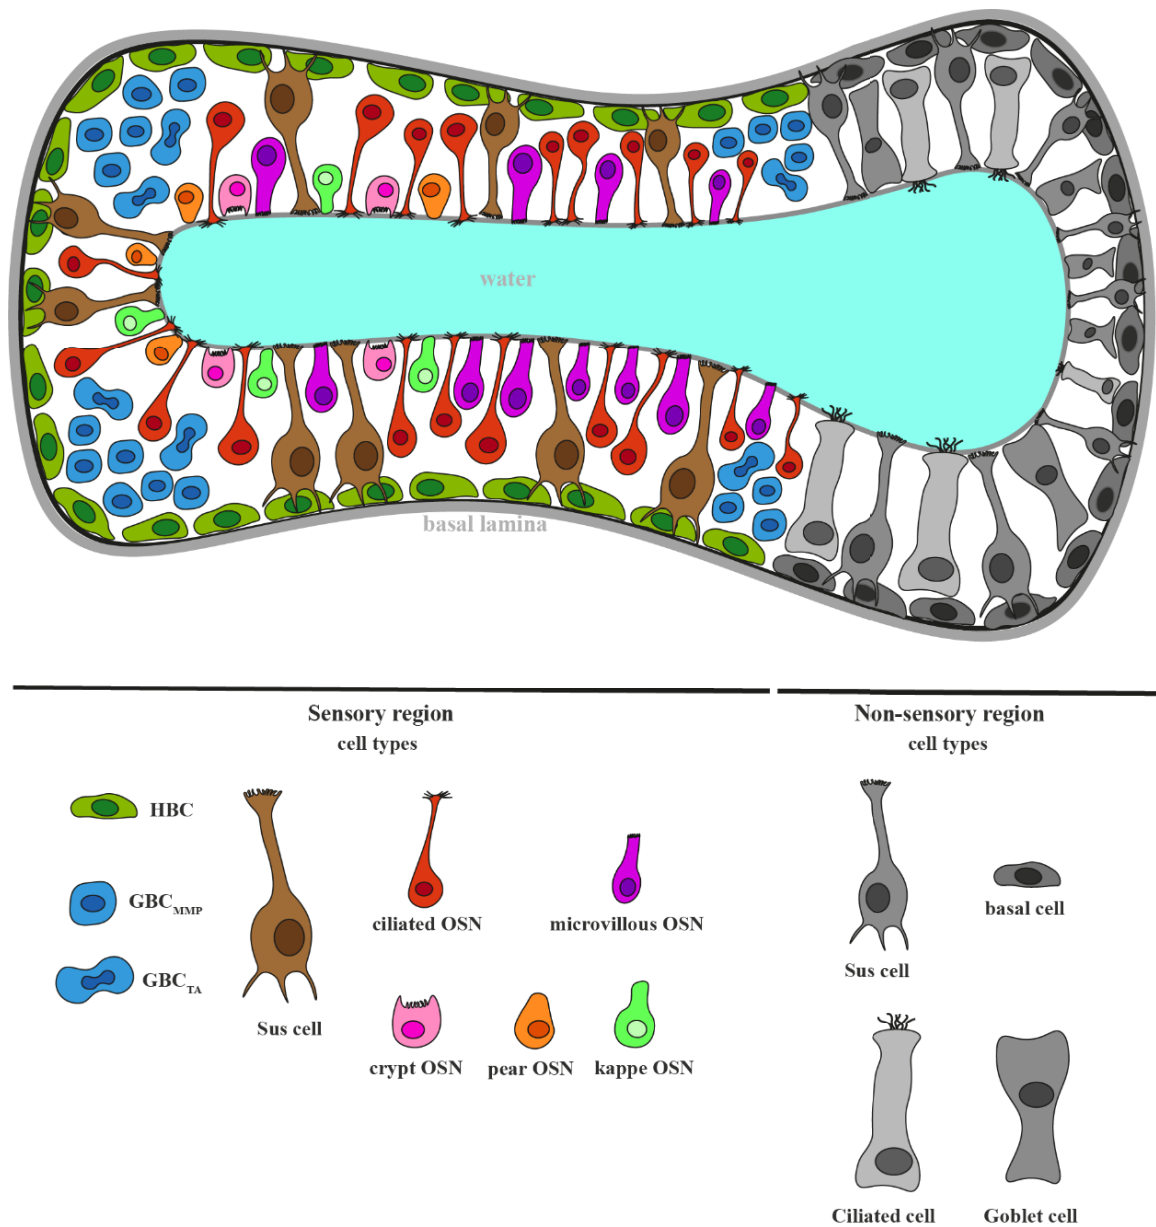 water
basal lamina
Sensory region
cell types
Non-sensory region
cell types
HBC
GBCMMP
GBCTA
Sus cell
ciliated OSN
microvillous OSN
crypt OSN
pear OSN
kappe OSN
Sus cell
basal cell
Ciliated cell
Goblet cell